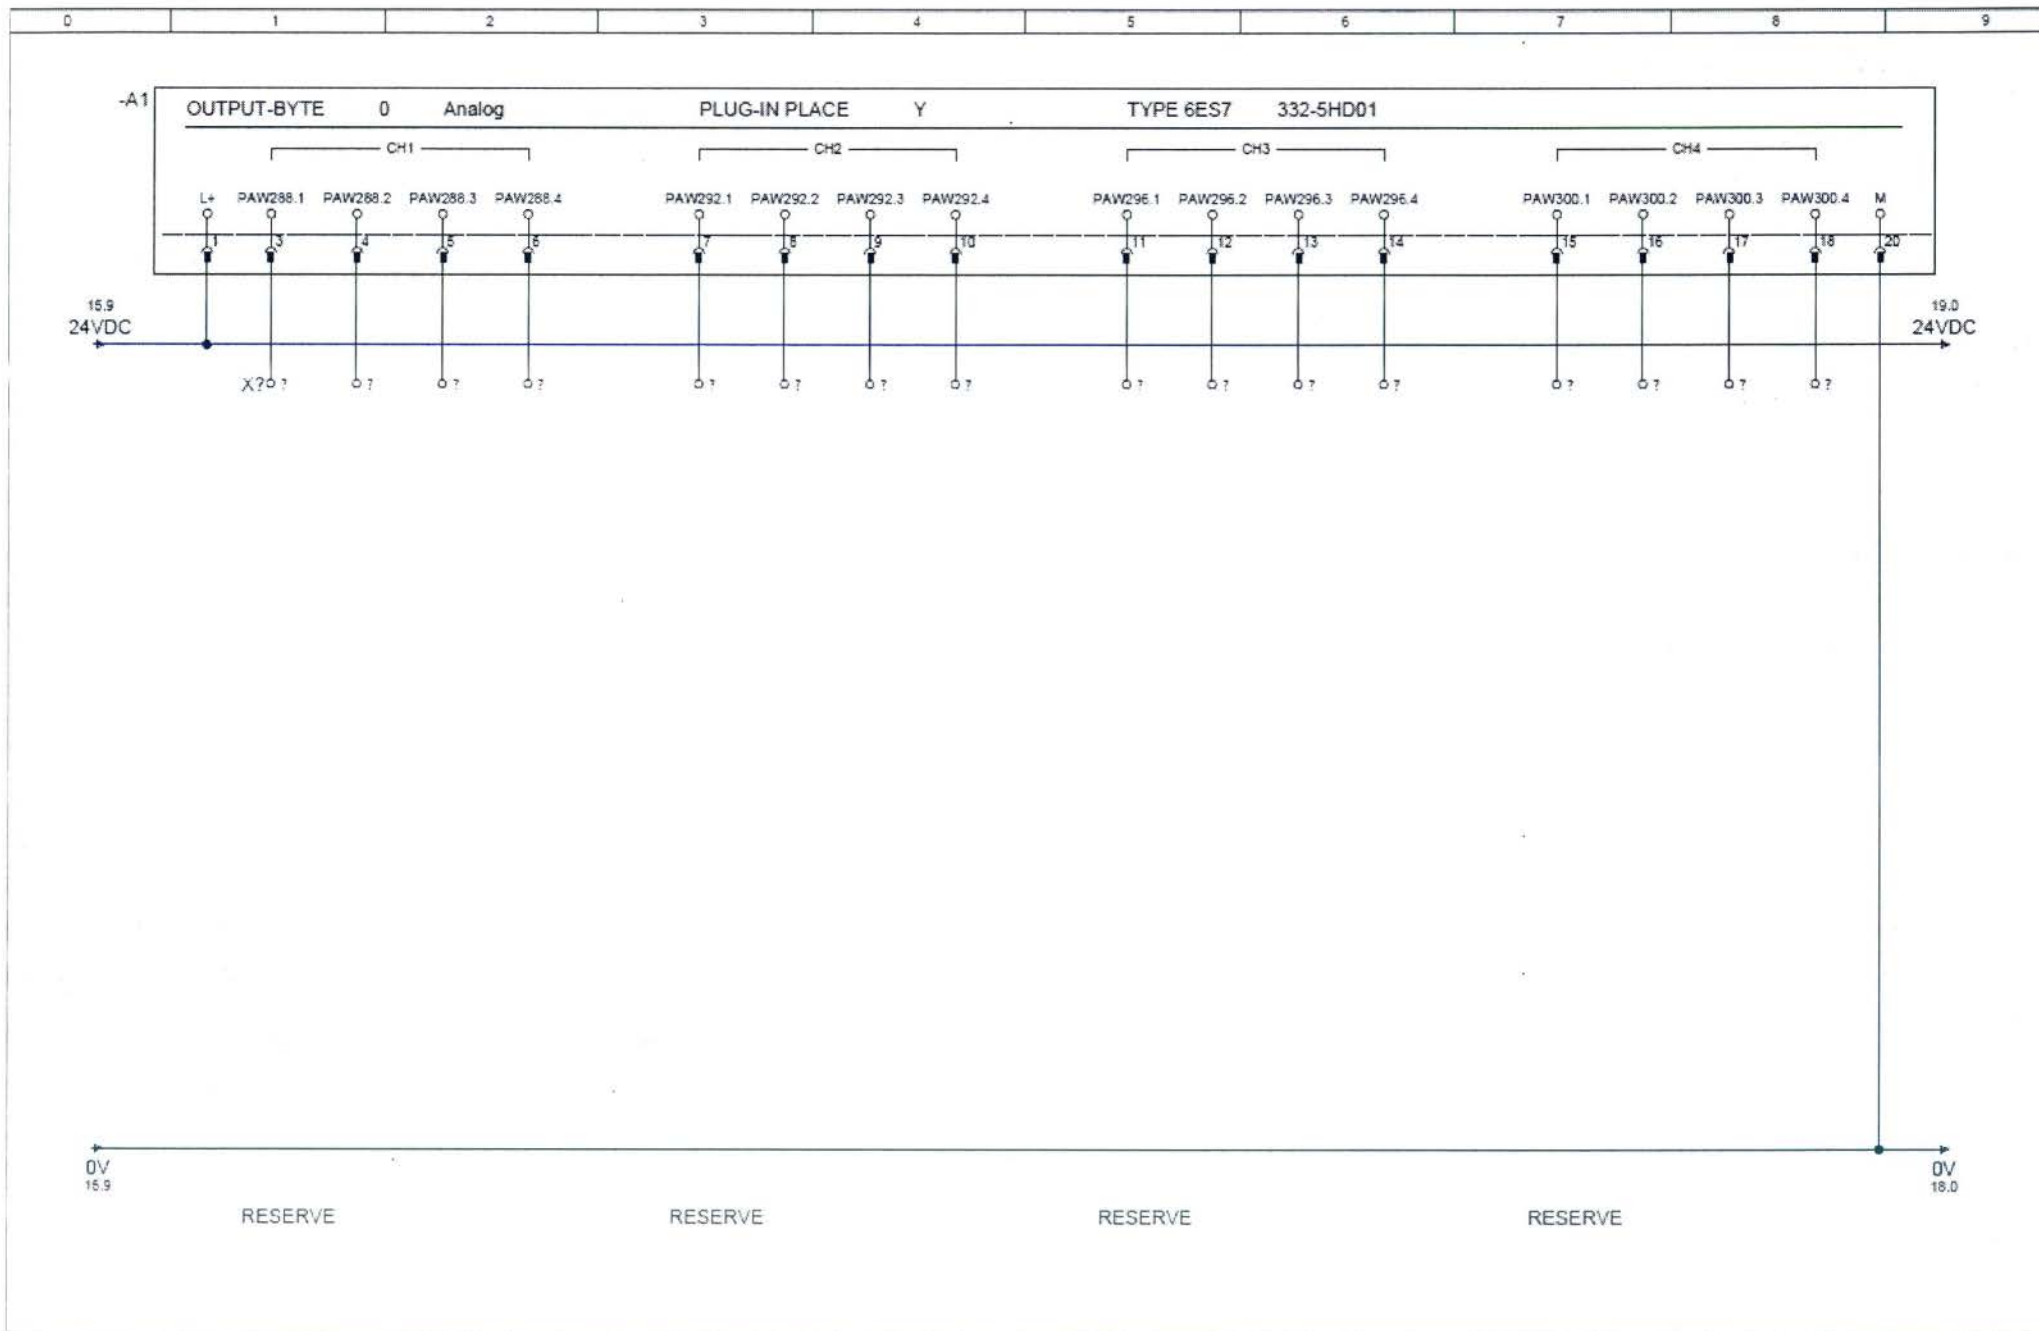 0 1 2 3 4 5 6 7 8 9
-A1 OUTPUT-BYTE 0 Analog PLUG-IN PLACE Y TYPE 6ES7 332-5HD01
CH1 CH2 CH3 CH4
L+ PAW288.1 PAW288.2 PAW288.3 PAW288.4 PAW292.1 PAW292.2 PAW292.3 PAW292.4 PAW296.1 PAW296.2 PAW296.3 PAW296.4 PAW300.1 PAW300.2 PAW300.3 PAW300.4 M
1 3 4 5 6 7 8 9 10 11 12 13 14 15 16 17 18 20
15.9 19.0
24VDC 24VDC
X? ? ? ? ? ? ? ? ? ? ? ? ? ? ? ? ?
0V 0V
15.9 18.0
RESERVE RESERVE RESERVE RESERVE